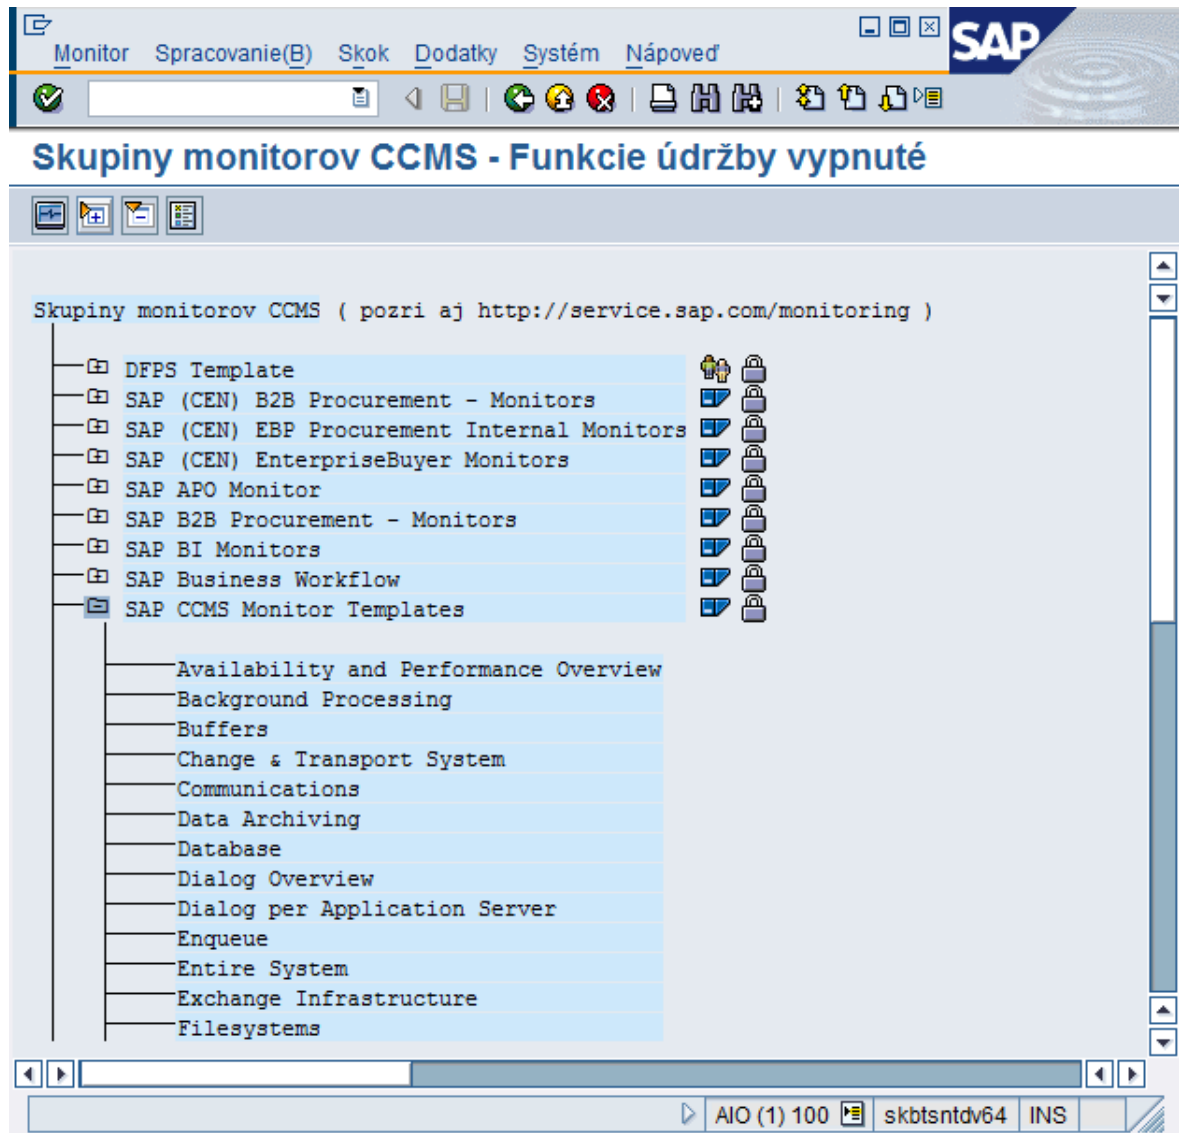 SAP
Monitor Spracovanie(B) Skok Dodatky Systém Nápoveď
Skupiny monitorov CCMS - Funkcie údržby vypnuté
Skupiny monitorov CCMS ( pozri aj http://service.sap.com/monitoring )
DFPS Template
SAP (CEN) B2B Procurement - Monitors
SAP (CEN) EBP Procurement Internal Monitors
SAP (CEN) EnterpriseBuyer Monitors
SAP APO Monitor
SAP B2B Procurement - Monitors
SAP BI Monitors
SAP Business Workflow
SAP CCMS Monitor Templates
Availability and Performance Overview
Background Processing
Buffers
Change & Transport System
Communications
Data Archiving
Database
Dialog Overview
Dialog per Application Server
Enqueue
Entire System
Exchange Infrastructure
Filesystems
AIO (1) 100 skbtsntdv64 INS